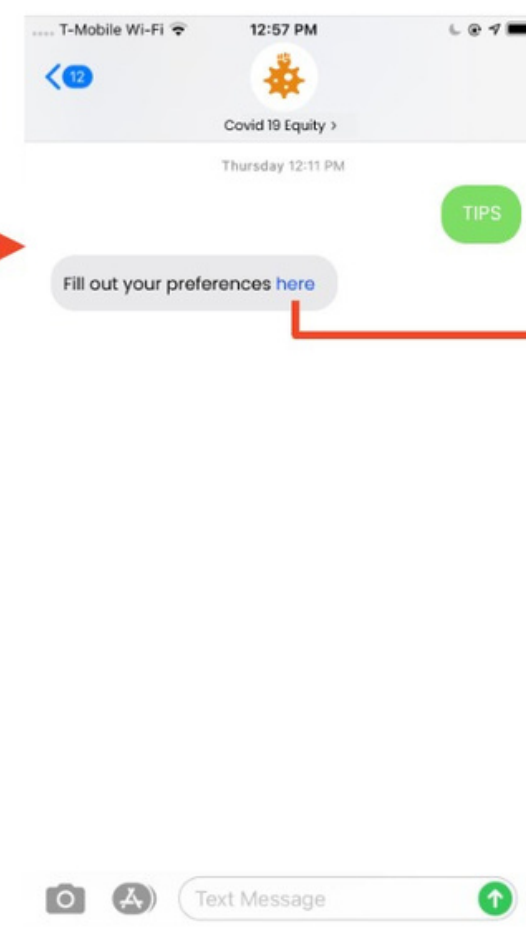 T-Mobile Wi-Fi 12:57 PM
12
Covid 19 Equity >
Thursday 12:11 PM
TIPS
Fill out your preferences here
Text Message